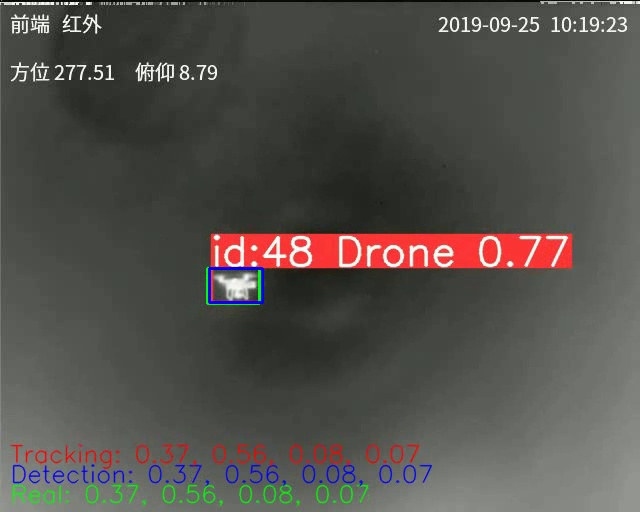 前端 红外 2019-09-25 10:19:23
方位 277.51 俯仰 8.79
id:48 Drone 0.77
Tracking: 0.37, 0.56, 0.08, 0.07
Detection: 0.37, 0.56, 0.08, 0.07
Real: 0.37, 0.56, 0.08, 0.07